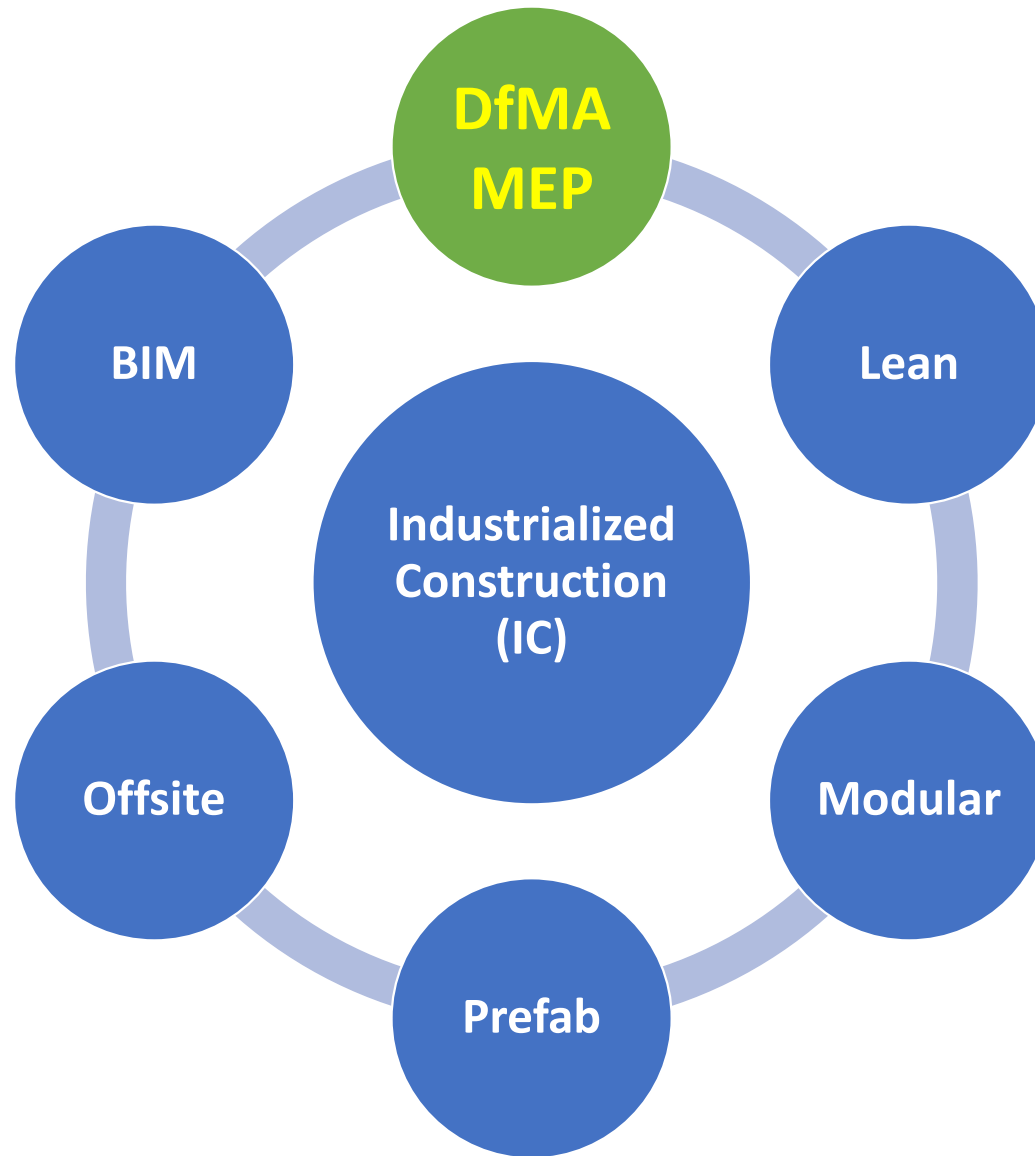 DfMA
MEP
BIM
Lean
Industrialized
Construction
(IC)
Offsite
Modular
Prefab